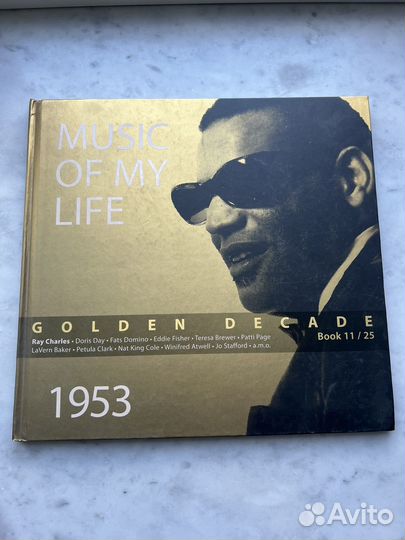 MUSIC
OF MY
LIFE
GOLDEN DECADE
Book 11 / 25
Ray Charles • Doris Day • Fats Domino • Eddie Fisher • Teresa Brewer • Patti Page
LaVern Baker • Petula Clark • Nat King Cole • Winifred Atwell • Jo Stafford • a.m.o.
1953
Avito